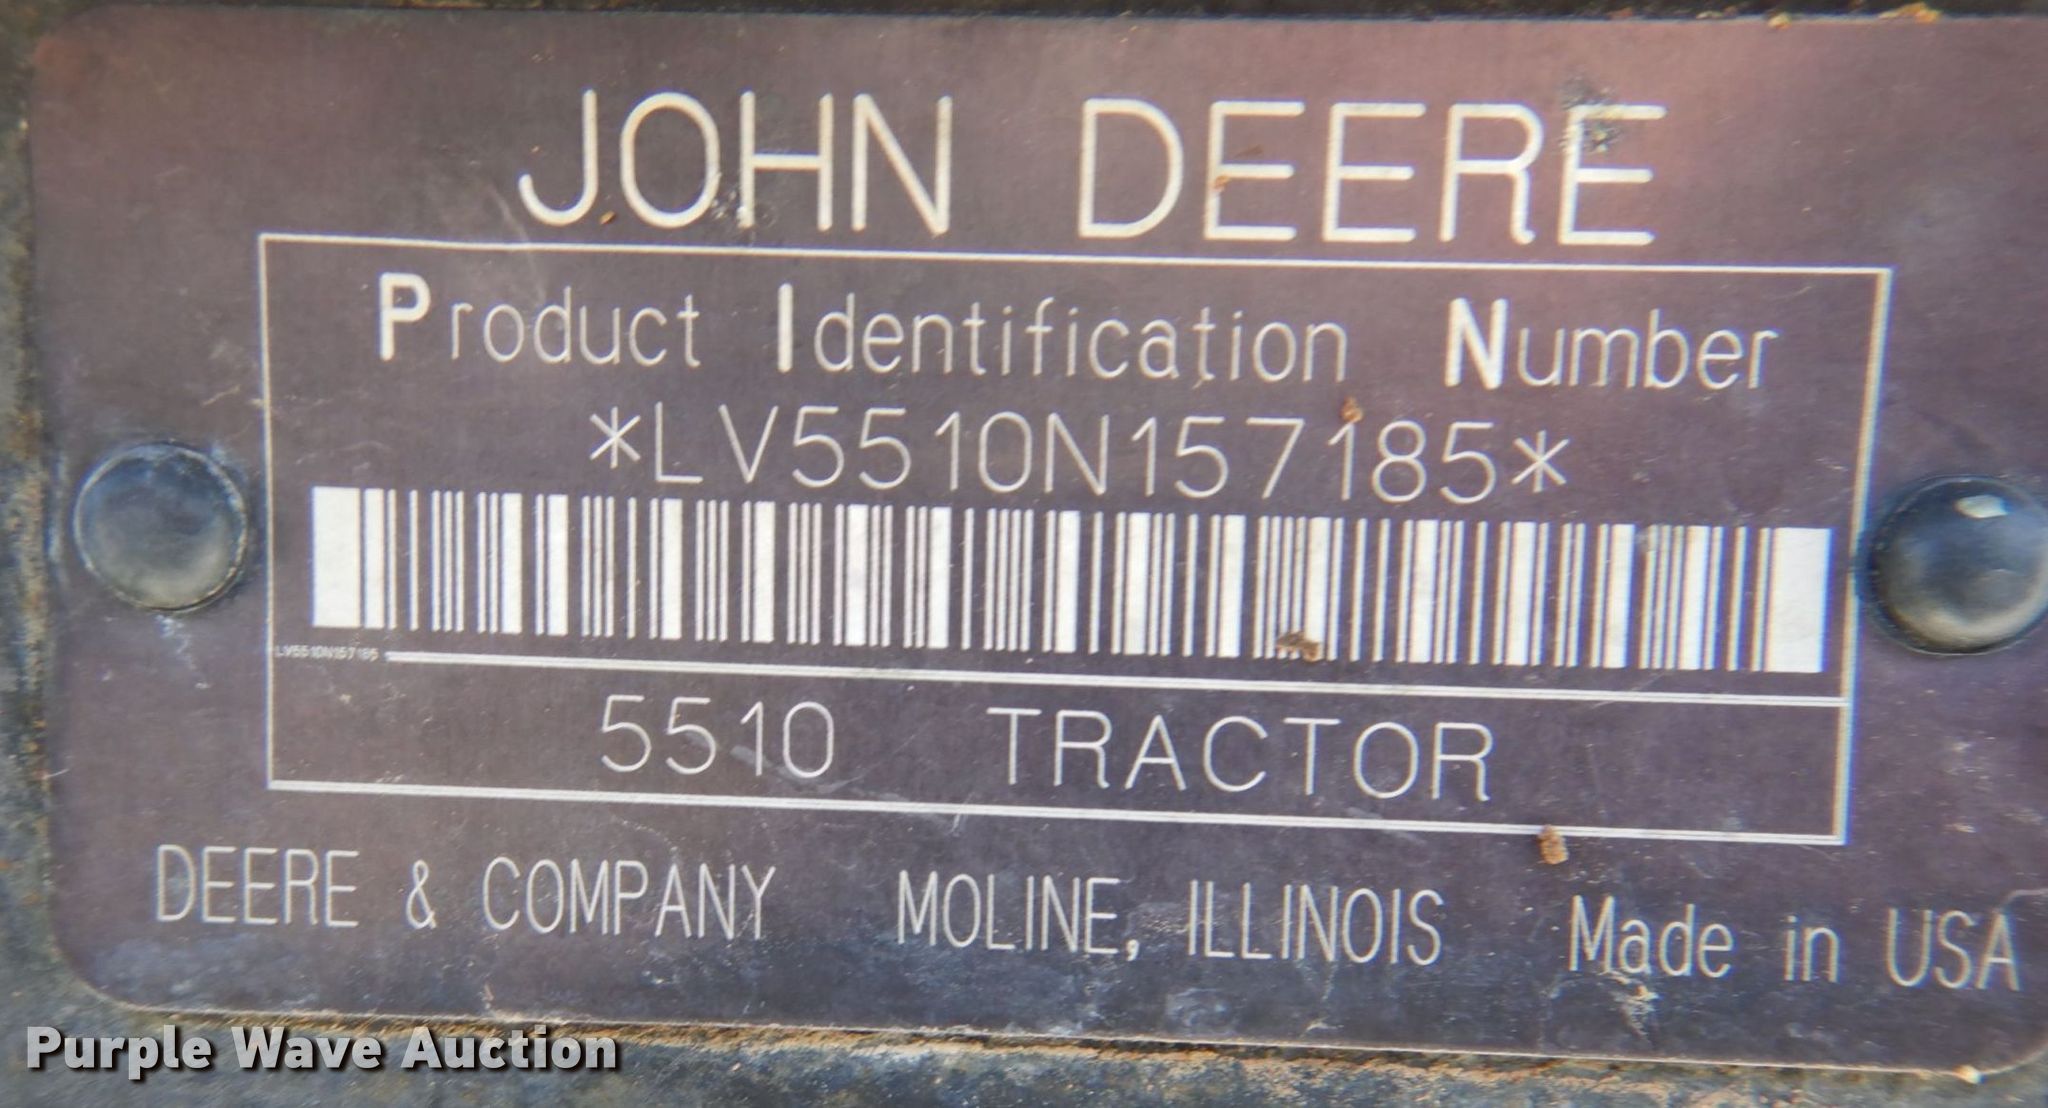 JOHN DEERE
Product Identification Number
*LV5510N157185*
LV5510N157185
5510 TRACTOR
DEERE & COMPANY MOLINE, ILLINOIS Made in USA
Purple Wave Auction